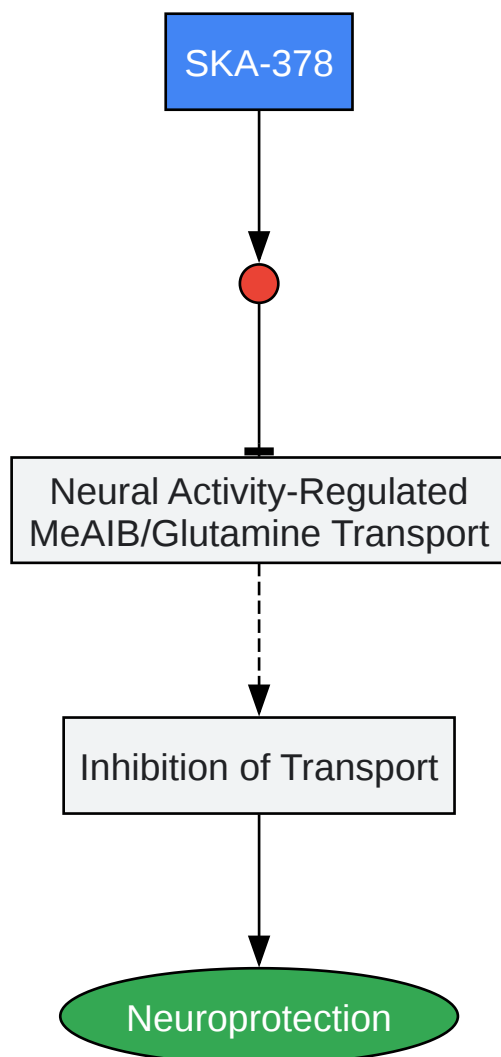 SKA-378
Neural Activity-Regulated
MeAIB/Glutamine Transport
Inhibition of Transport
Neuroprotection